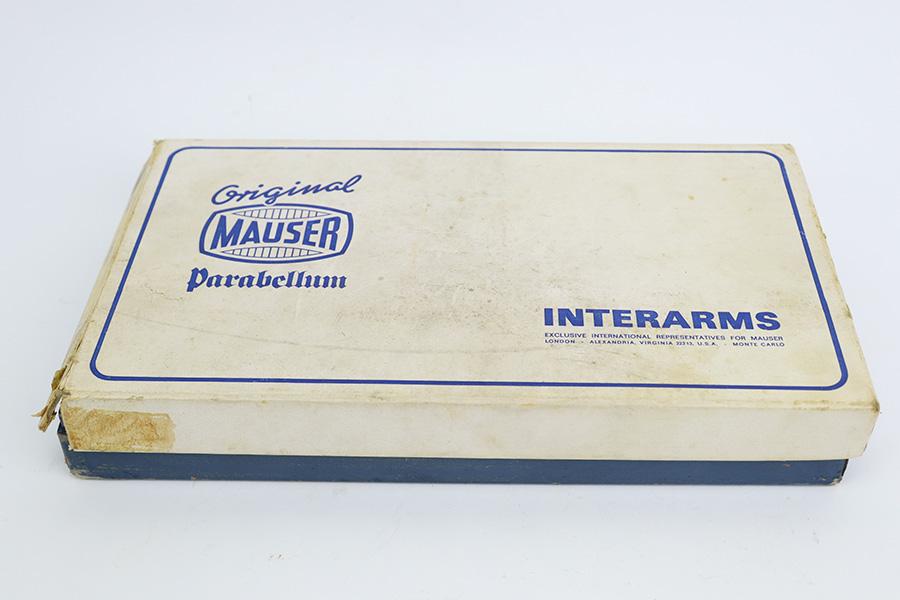 Original
MAUSER
Parabellum
INTERARMS
EXCLUSIVE INTERNATIONAL REPRESENTATIVES FOR MAUSER
LONDON - ALEXANDRIA, VIRGINIA 22313, U.S.A. - MONTE CARLO